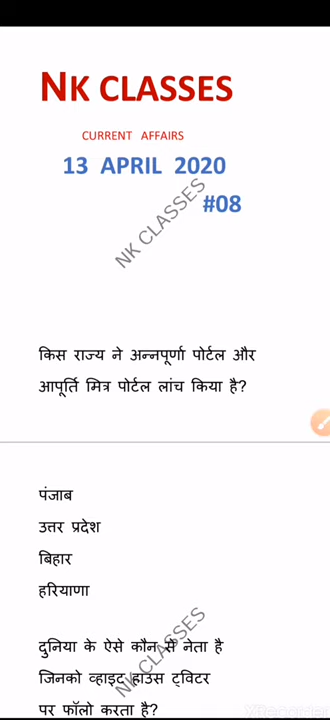 NK CLASSES
CURRENT AFFAIRS
13 APRIL 2020
#08
NK CLASSES
किस राज्य ने अन्नपूर्णा पोर्टल और
आपूर्ति मित्र पोर्टल लांच किया है?
पंजाब
उत्तर प्रदेश
बिहार
हरियाणा
दुनिया के ऐसे कौन से नेता है
जिनको व्हाइट हाउस ट्विटर
पर फॉलो करता है?
NK CLASSES
XRecorder